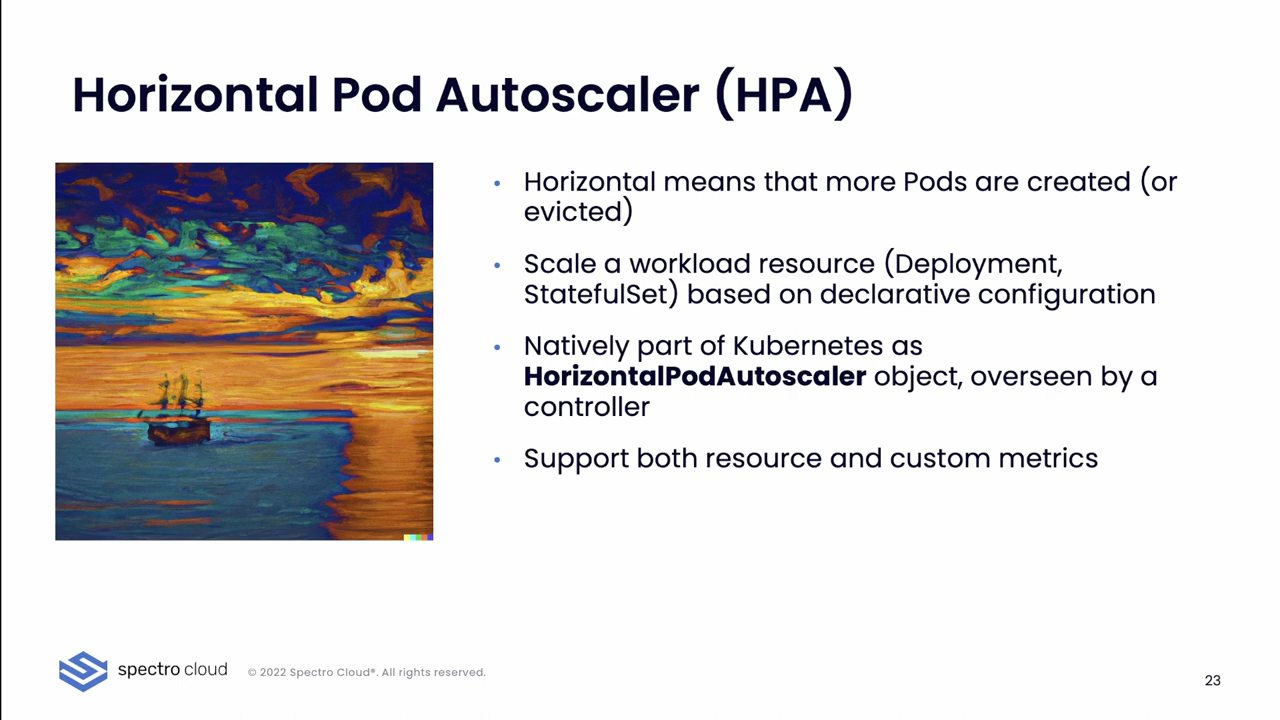 Horizontal Pod Autoscaler (HPA)
• Horizontal means that more Pods are created (or
evicted)
• Scale a workload resource (Deployment,
StatefulSet) based on declarative configuration
• Natively part of Kubernetes as
HorizontalPodAutoscaler object, overseen by a
controller
• Support both resource and custom metrics
spectro cloud
© 2022 Spectro Cloud®. All rights reserved.
23